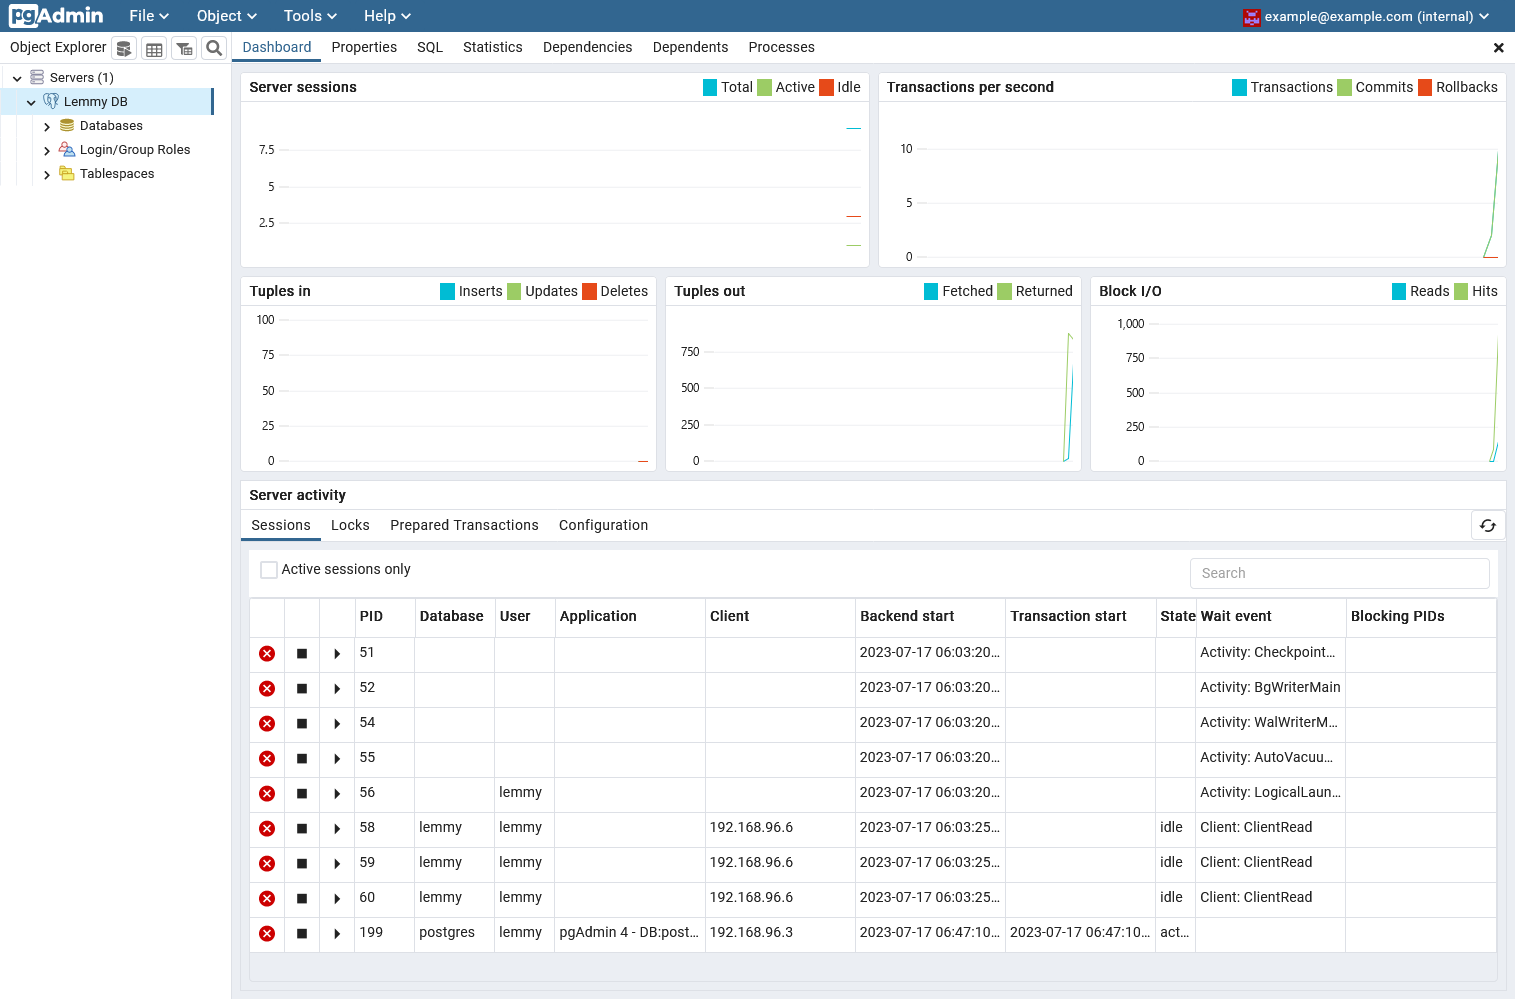 pgAdmin File Object Tools Help example@example.com (internal)
Object Explorer Dashboard Properties SQL Statistics Dependencies Dependents Processes
Servers (1)
Lemmy DB
Databases
Login/Group Roles
Tablespaces
Server sessions Total Active Idle
7.5
5
2.5
Transactions per second Transactions Commits Rollbacks
10
5
0
Tuples in Inserts Updates Deletes
100
75
50
25
0
Tuples out Fetched Returned
750
500
250
0
Block I/O Reads Hits
1,000
750
500
250
0
Server activity
Sessions Locks Prepared Transactions Configuration
Active sessions only Search
PID Database User Application Client Backend start Transaction start State Wait event Blocking PIDs
51 2023-07-17 06:03:20... Activity: Checkpoint...
52 2023-07-17 06:03:20... Activity: BgWriterMain
54 2023-07-17 06:03:20... Activity: WalWriterM...
55 2023-07-17 06:03:20... Activity: AutoVacuu...
56 lemmy 2023-07-17 06:03:20... Activity: LogicalLaun...
58 lemmy lemmy 192.168.96.6 2023-07-17 06:03:25... idle Client: ClientRead
59 lemmy lemmy 192.168.96.6 2023-07-17 06:03:25... idle Client: ClientRead
60 lemmy lemmy 192.168.96.6 2023-07-17 06:03:25... idle Client: ClientRead
199 postgres lemmy pgAdmin 4 - DB:post... 192.168.96.3 2023-07-17 06:47:10... 2023-07-17 06:47:10... act...